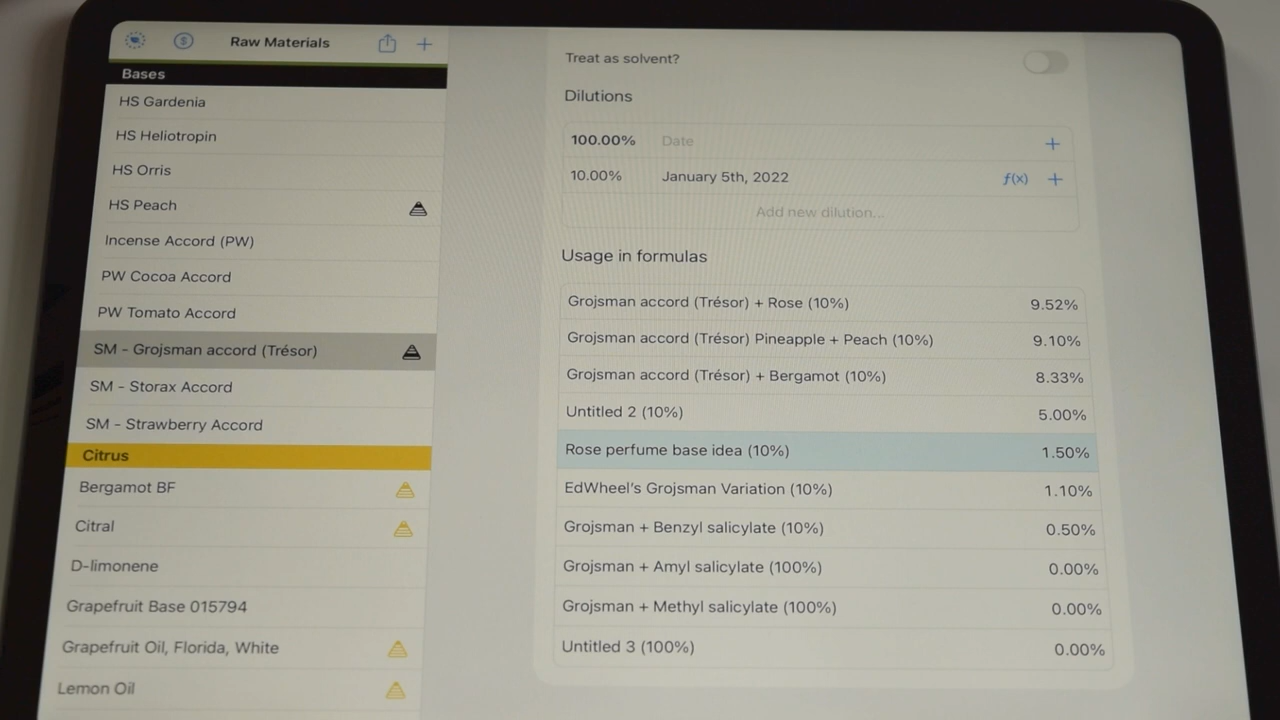 Raw Materials
Bases
HS Gardenia
HS Heliotropin
HS Orris
HS Peach
Incense Accord (PW)
PW Cocoa Accord
PW Tomato Accord
SM - Grojsman accord (Trésor)
SM - Storax Accord
SM - Strawberry Accord
Citrus
Bergamot BF
Citral
D-limonene
Grapefruit Base 015794
Grapefruit Oil, Florida, White
Lemon Oil
Treat as solvent?
Dilutions
100.00% Date
10.00% January 5th, 2022 f(x)
Add new dilution...
Usage in formulas
Grojsman accord (Trésor) + Rose (10%) 9.52%
Grojsman accord (Trésor) Pineapple + Peach (10%) 9.10%
Grojsman accord (Trésor) + Bergamot (10%) 8.33%
Untitled 2 (10%) 5.00%
Rose perfume base idea (10%) 1.50%
EdWheel's Grojsman Variation (10%) 1.10%
Grojsman + Benzyl salicylate (10%) 0.50%
Grojsman + Amyl salicylate (100%) 0.00%
Grojsman + Methyl salicylate (100%) 0.00%
Untitled 3 (100%) 0.00%